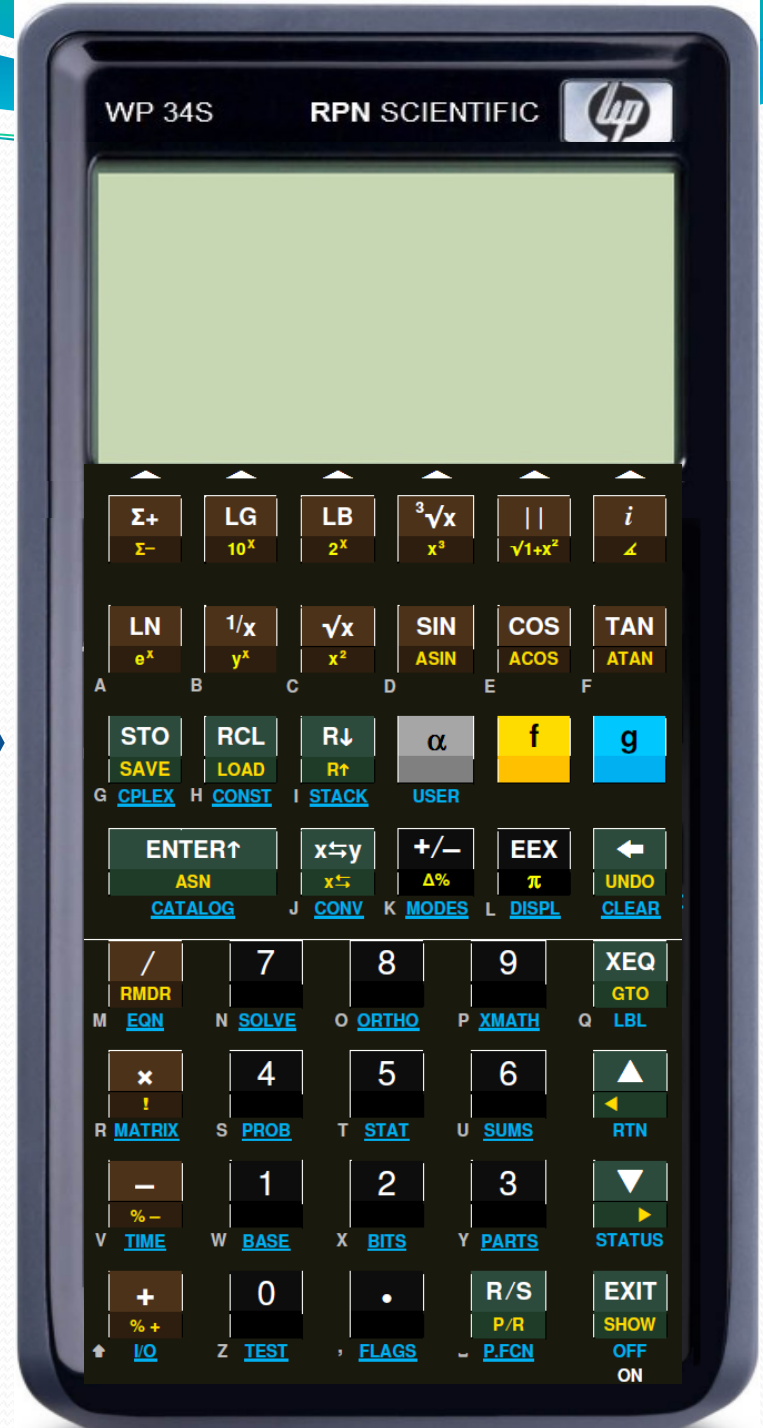 WP 34S RPN SCIENTIFIC hp
Σ+ LG LB ³√x || i
Σ− 10ˣ 2ˣ x³ √1+x² ∡
LN 1/x √x SIN COS TAN
eˣ yˣ x² ASIN ACOS ATAN
A B C D E F
STO RCL R↓ α f g
SAVE LOAD R↑
G CPLEX H CONST I STACK USER
ENTER↑ x⇆y +/− EEX ←
ASN x⇆ Δ% π UNDO
CATALOG J CONV K MODES L DISPL CLEAR
/ 7 8 9 XEQ
RMDR GTO
M EQN N SOLVE O ORTHO P XMATH Q LBL
× 4 5 6 ▲
! ◀
R MATRIX S PROB T STAT U SUMS RTN
− 1 2 3 ▼
% − ▶
V TIME W BASE X BITS Y PARTS STATUS
+ 0 . R/S EXIT
% + P/R SHOW
↑ I/O Z TEST , FLAGS ␣ P.FCN OFF
ON